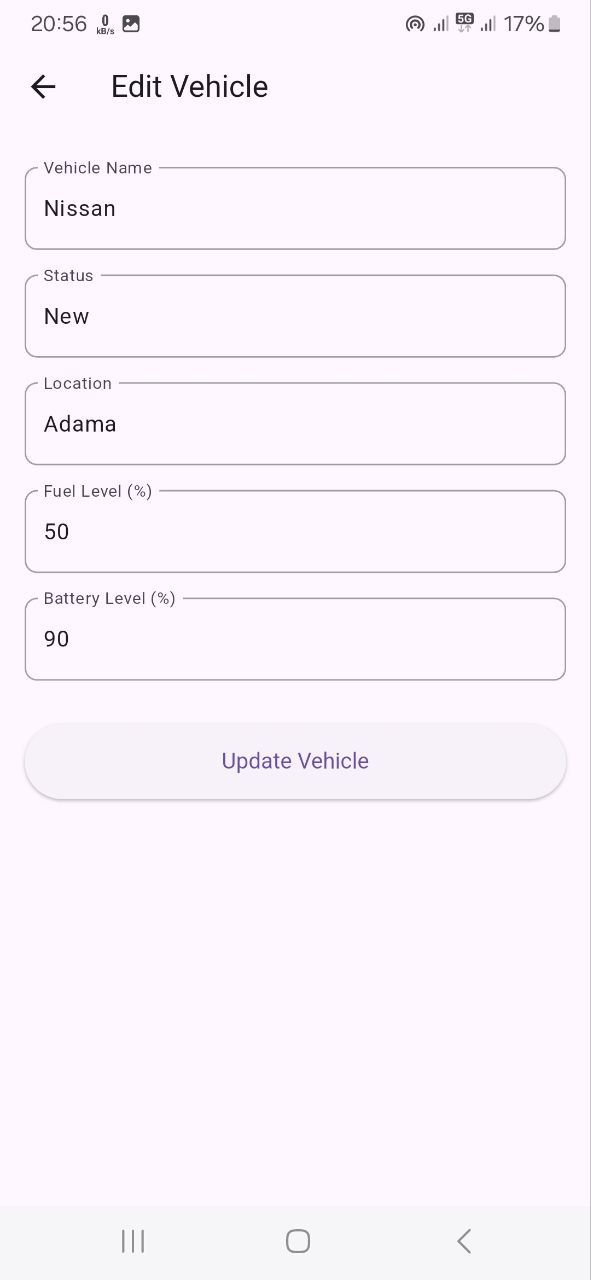 20:56 0 kB/s 5G 17%
Edit Vehicle
Vehicle Name
Nissan
Status
New
Location
Adama
Fuel Level (%)
50
Battery Level (%)
90
Update Vehicle